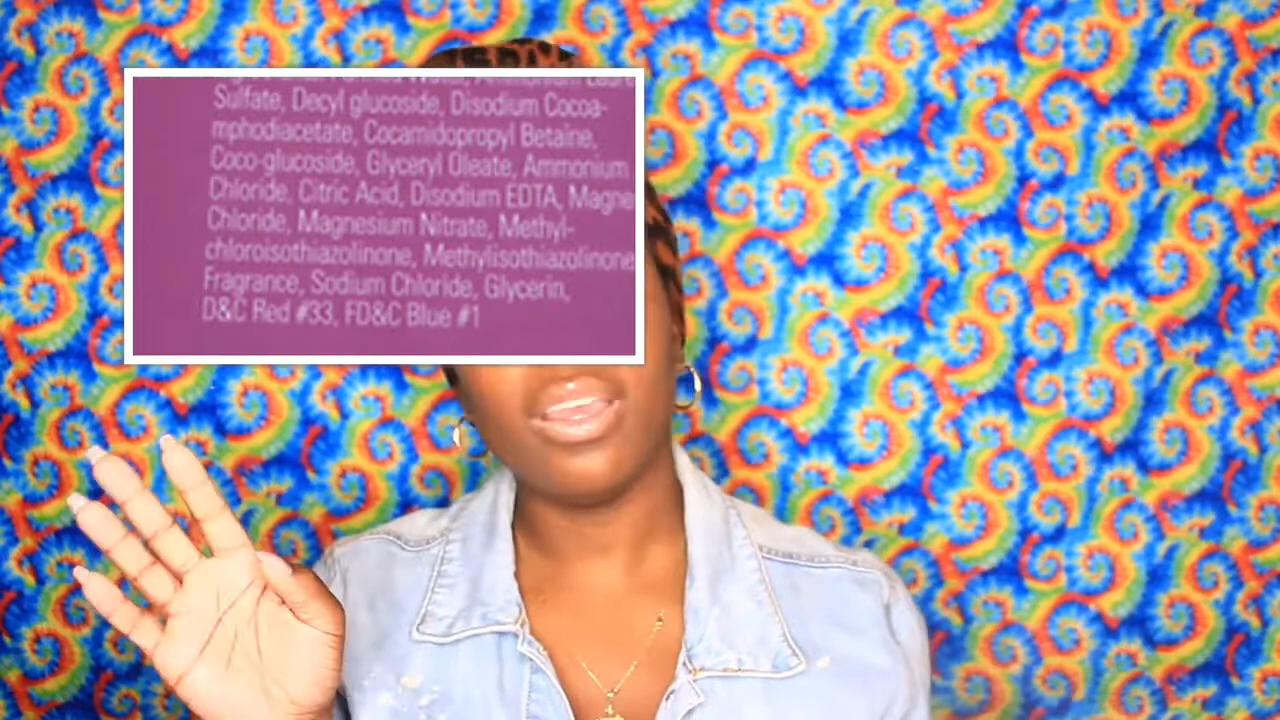 Sulfate, Decyl glucoside, Disodium Cocoa-
mphodiacetate, Cocamidopropyl Betaine,
Coco-glucoside, Glyceryl Oleate, Ammonium
Chloride, Citric Acid, Disodium EDTA, Magne
Chloride, Magnesium Nitrate, Methyl-
chloroisothiazolinone, Methylisothiazolinone
Fragrance, Sodium Chloride, Glycerin,
D&C Red #33, FD&C Blue #1